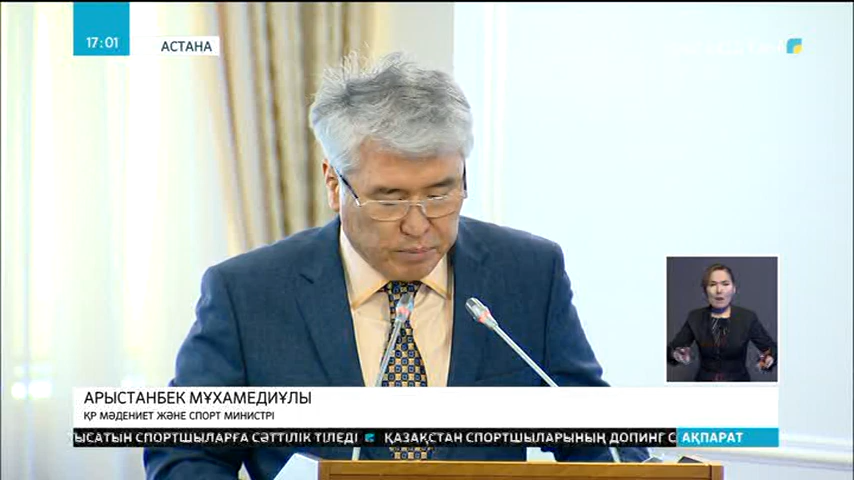 17:01
АСТАНА
АРЫСТАНБЕК МҰХАМЕДИҰЛЫ
ҚР МӘДЕНИЕТ ЖӘНЕ СПОРТ МИНИСТРІ
ЫСАТЫН СПОРТШЫЛАРҒА СӘТТІЛІК ТІЛЕДІ ҚАЗАҚСТАН СПОРТШЫЛАРЫНЫҢ ДОПИНГ С
АҚПАРАТ